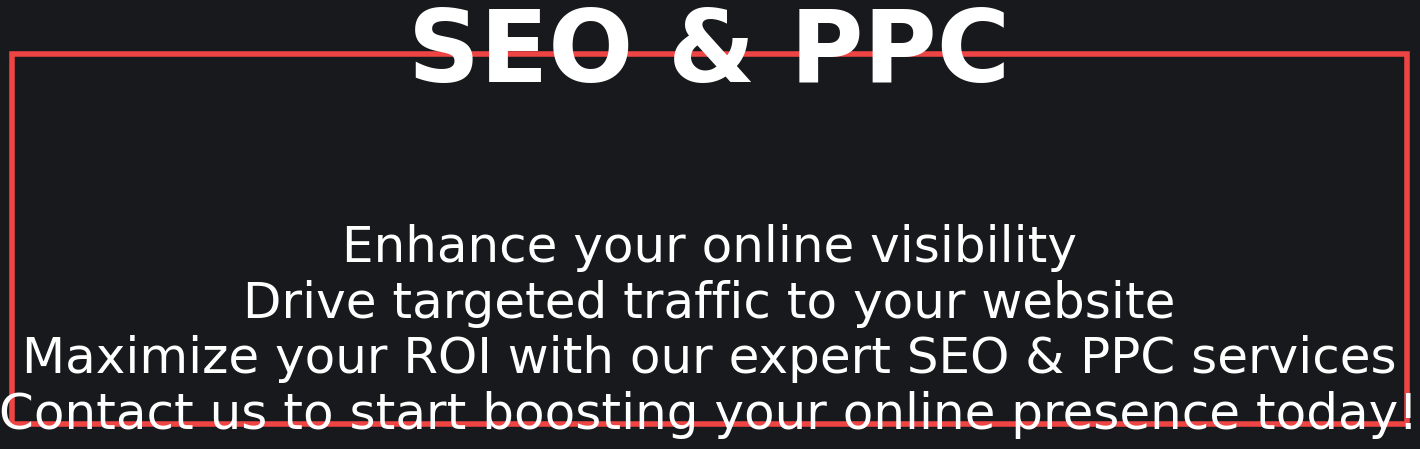 SEO & PPC
Enhance your online visibility
Drive targeted traffic to your website
Maximize your ROI with our expert SEO & PPC services
Contact us to start boosting your online presence today!